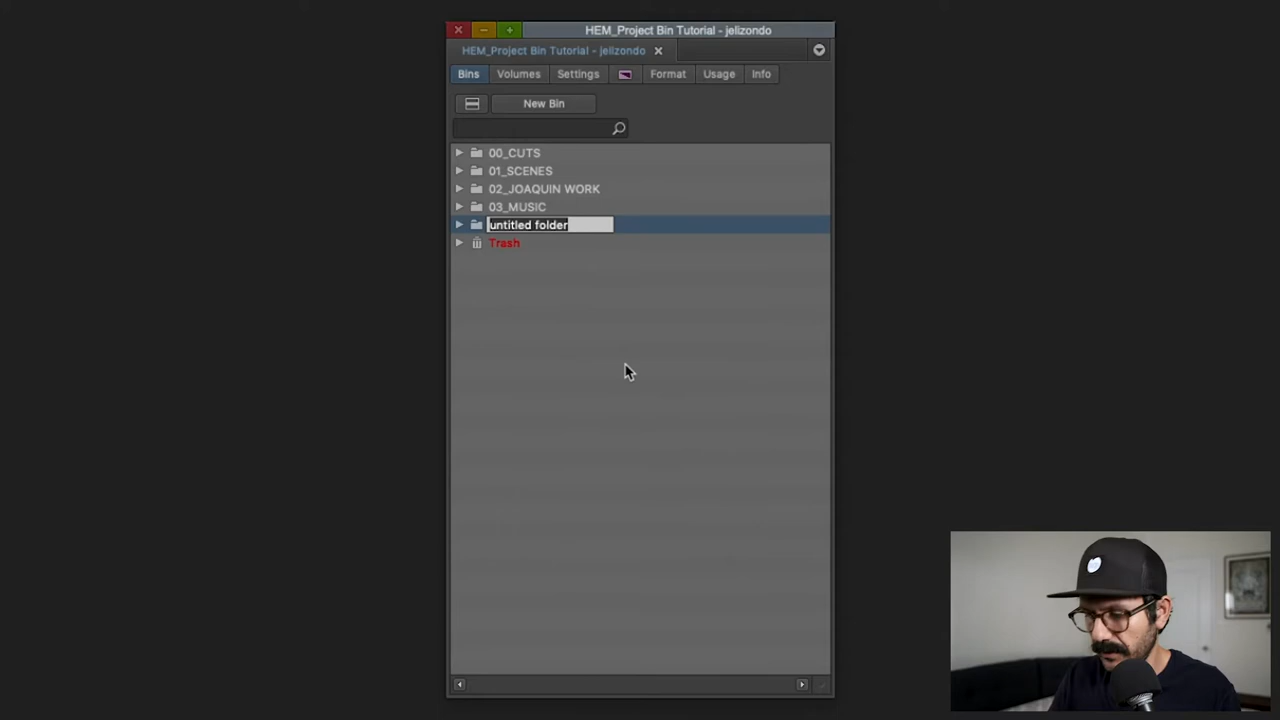 HEM_Project Bin Tutorial - jelizondo
HEM_Project Bin Tutorial - jelizondo
Bins Volumes Settings Format Usage Info
New Bin
00_CUTS
01_SCENES
02_JOAQUIN WORK
03_MUSIC
untitled folder
Trash